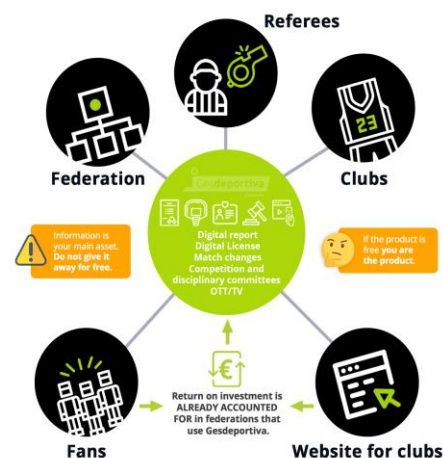 Referees
23
Federation
Clubs
Gesdeportiva
Information is
your main asset.
Do not give it
away for free.
Digital report
Digital License
Match changes
Competition and
disciplinary committees
OTT/TV
If the product is
free you are
the product.
€
Return on investment is
ALREADY ACCOUNTED
FOR in federations that
use Gesdeportiva.
Fans
Website for clubs